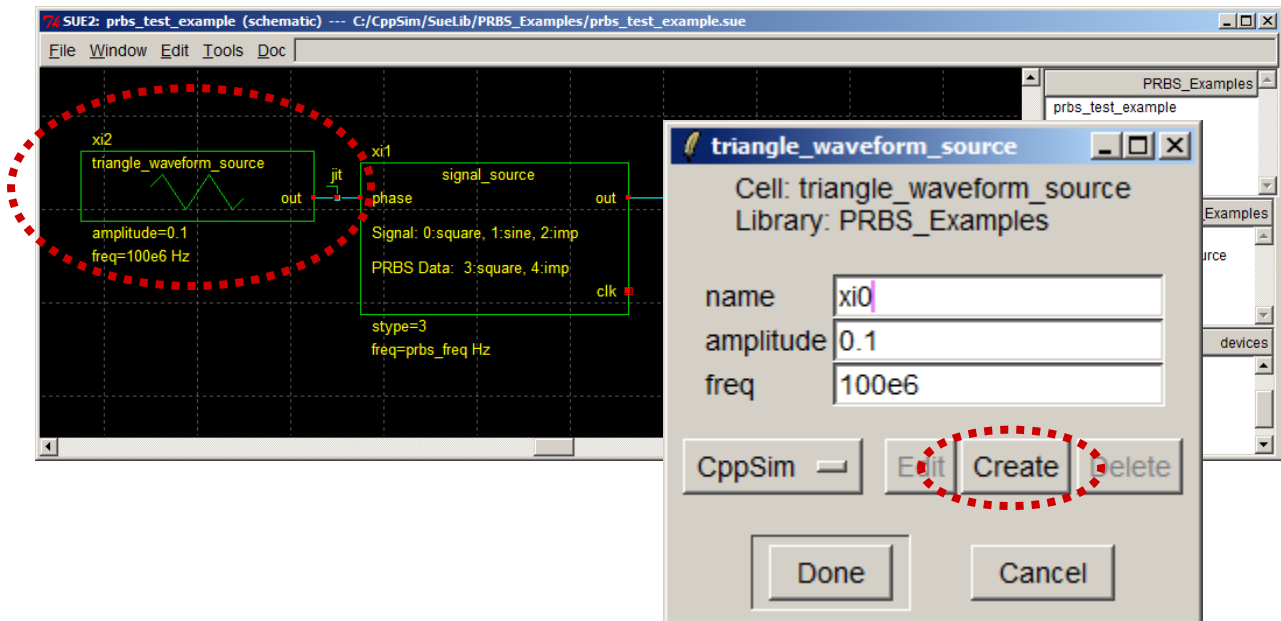 SUE2: prbs_test_example (schematic) --- C:/CppSim/SueLib/PRBS_Examples/prbs_test_example.sue
File Window Edit Tools Doc
PRBS_Examples
prbs_test_example
xi2
triangle_waveform_source
out
amplitude=0.1
freq=100e6 Hz
jit
xi1
signal_source
phase
out
Signal: 0:square, 1:sine, 2:imp
PRBS Data: 3:square, 4:imp
clk
stype=3
freq=prbs_freq Hz
Examples
urce
devices
triangle_waveform_source
Cell: triangle_waveform_source
Library: PRBS_Examples
name xi0
amplitude 0.1
freq 100e6
CppSim Edit Create Delete
Done Cancel